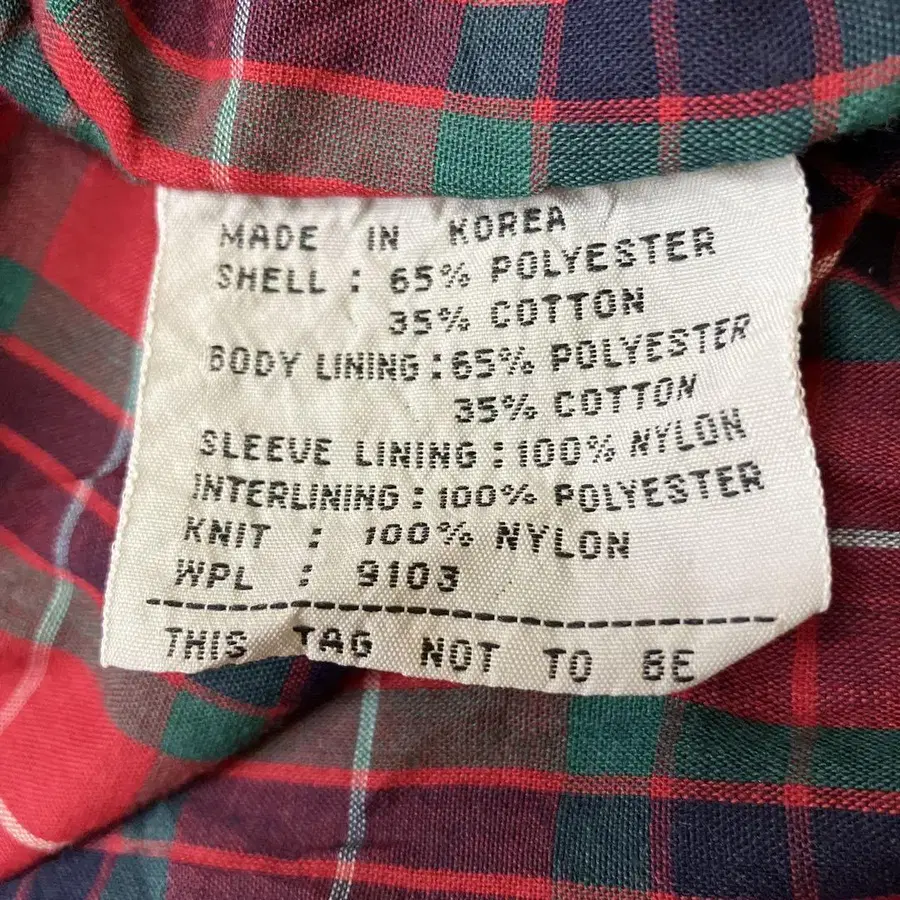 MADE IN KOREA
SHELL : 65% POLYESTER
35% COTTON
BODY LINING : 65% POLYESTER
35% COTTON
SLEEVE LINING : 100% NYLON
INTERLINING : 100% POLYESTER
KNIT : 100% NYLON
WPL : 9103
THIS TAG NOT TO BE